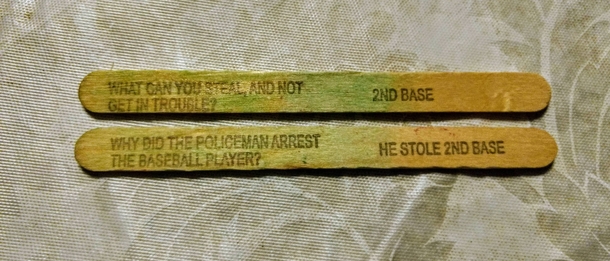 WHAT CAN YOU STEAL, AND NOT
GET IN TROUBLE?
2ND BASE
WHY DID THE POLICEMAN ARREST
THE BASEBALL PLAYER?
HE STOLE 2ND BASE